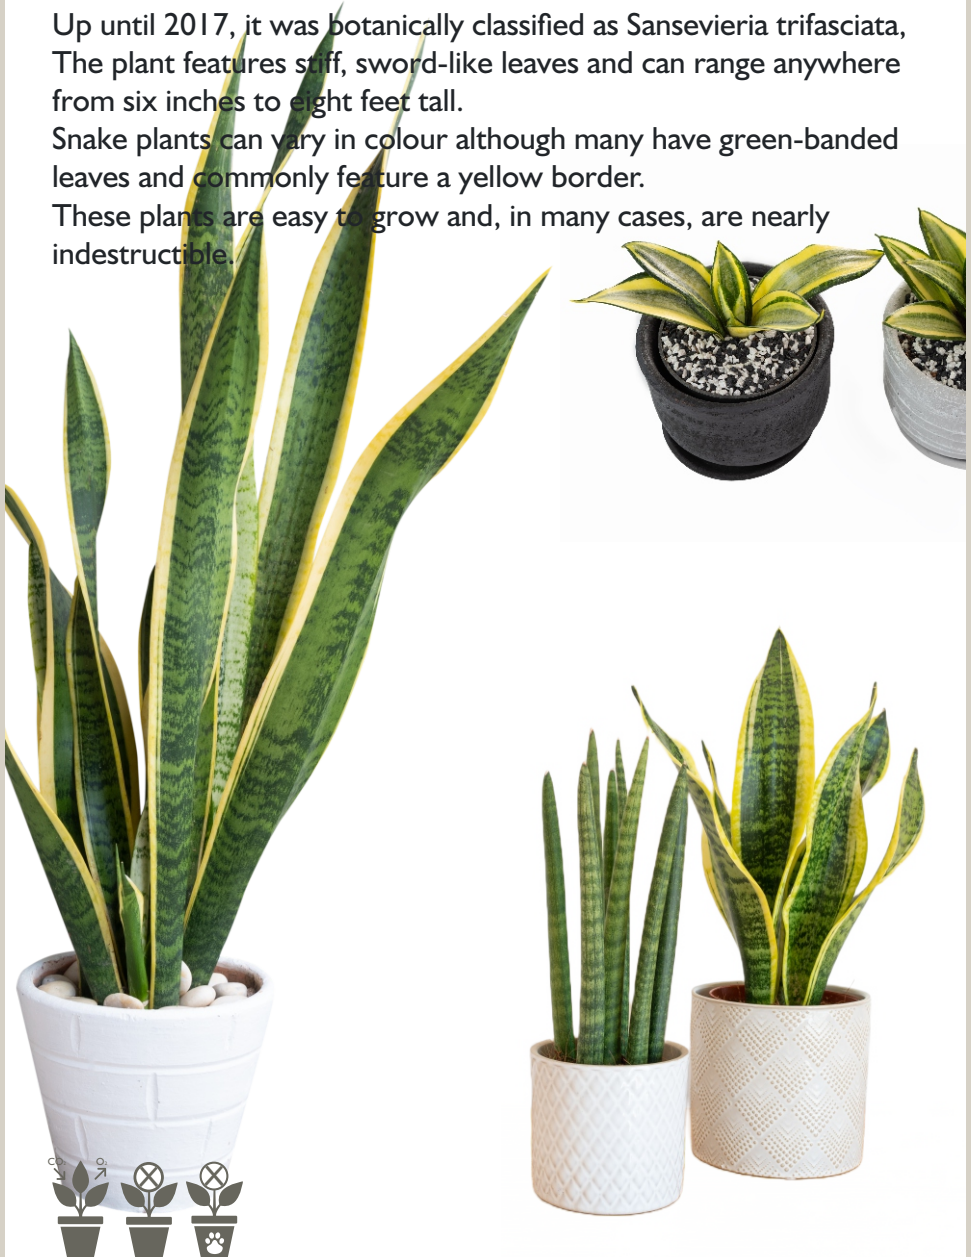 Up until 2017, it was botanically classified as Sansevieria trifasciata,
The plant features stiff, sword-like leaves and can range anywhere
from six inches to eight feet tall.
Snake plants can vary in colour although many have green-banded
leaves and commonly feature a yellow border.
These plants are easy to grow and, in many cases, are nearly
indestructible.
CO₂ O₂